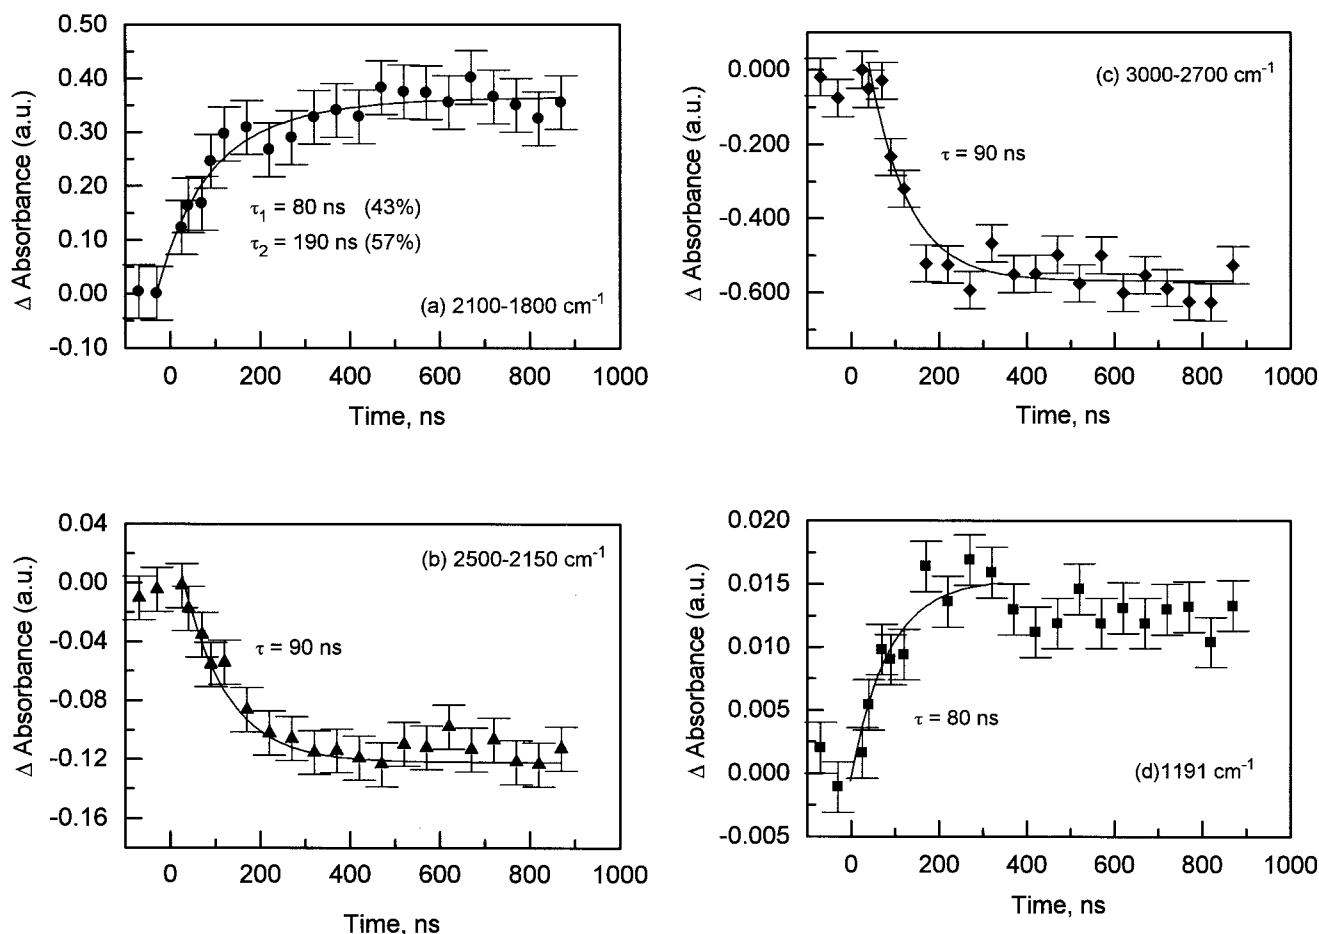 0.50
0.40
0.30
0.20
0.10
0.00
-0.10
Δ Absorbance (a.u.)
τ₁ = 80 ns (43%)
τ₂ = 190 ns (57%)
(a) 2100-1800 cm⁻¹
0 200 400 600 800 1000
Time, ns
0.000
-0.200
-0.400
-0.600
Δ Absorbance (a.u.)
(c) 3000-2700 cm⁻¹
τ = 90 ns
0 200 400 600 800 1000
Time, ns
0.04
0.00
-0.04
-0.08
-0.12
-0.16
Δ Absorbance (a.u.)
(b) 2500-2150 cm⁻¹
τ = 90 ns
0 200 400 600 800 1000
Time, ns
0.020
0.015
0.010
0.005
0.000
-0.005
Δ Absorbance (a.u.)
τ = 80 ns
(d)1191 cm⁻¹
0 200 400 600 800 1000
Time, ns